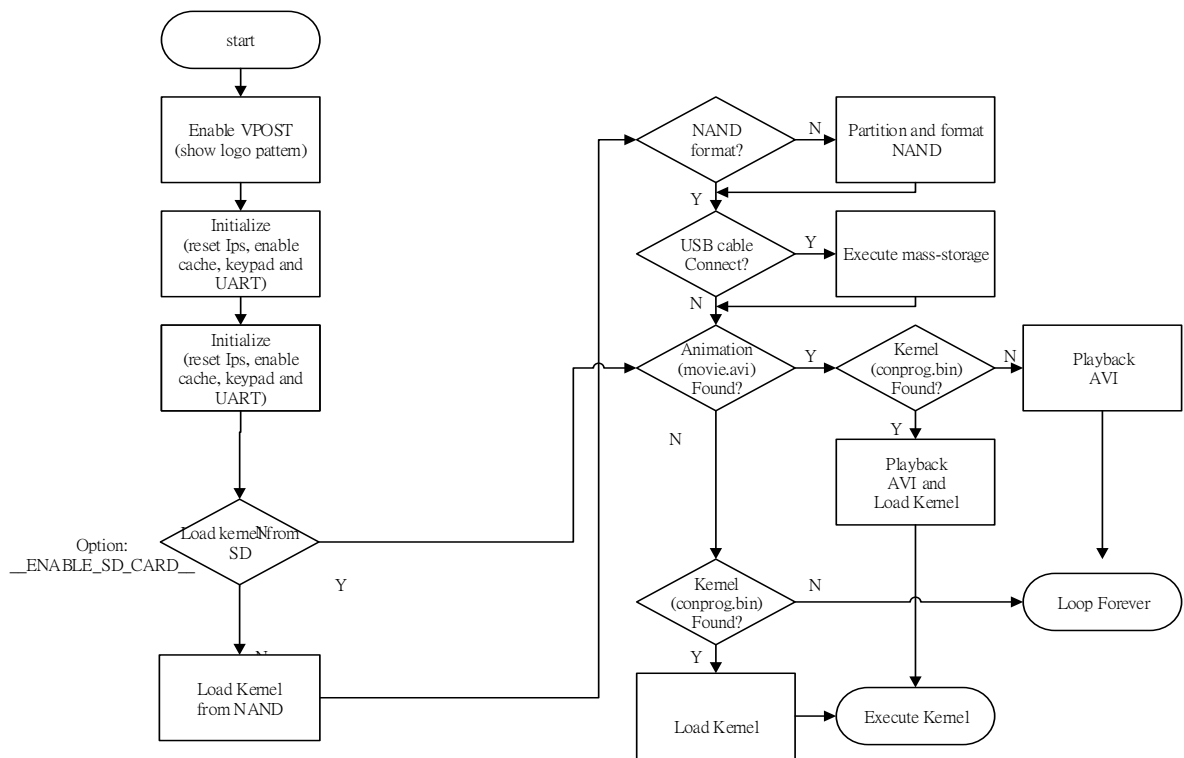 start
Enable VPOST
(show logo pattern)
Initialize
(reset Ips, enable
cache, keypad and
UART)
Initialize
(reset Ips, enable
cache, keypad and
UART)
Load kernel from
SD
N
Option:
__ENABLE_SD_CARD__
Y
N
Load Kernel
from NAND
NAND
format?
N
Partition and format
NAND
Y
USB cable
Connect?
Y
Execute mass-storage
N
Animation
(movie.avi)
Found?
Y
Kernel
(conprog.bin)
Found?
N
Playback
AVI
N
Y
Playback
AVI and
Load Kernel
Kernel
(conprog.bin)
Found?
N
Loop Forever
Y
Load Kernel
Execute Kernel